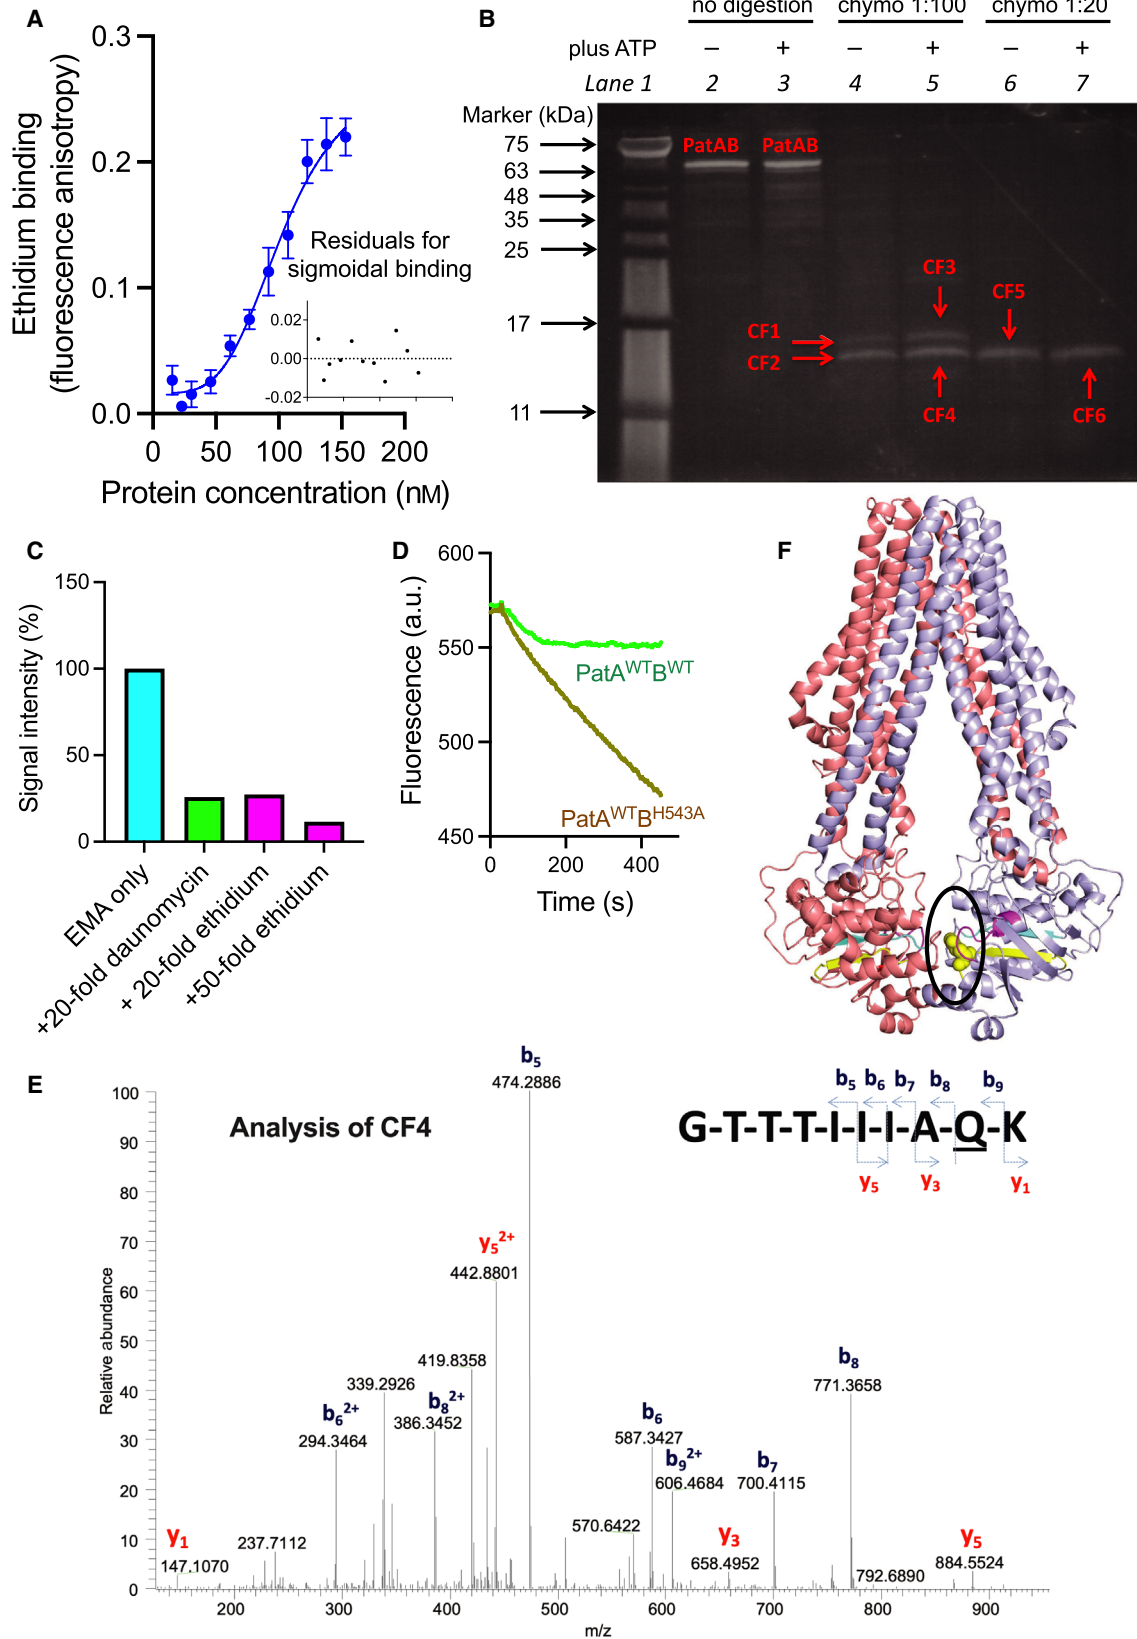 A
Ethidium binding
(fluorescence anisotropy)
0.3
0.2
0.1
0.0
0
50
100
150
200
Protein concentration (nM)
Residuals for
sigmoidal binding
0.02
0.00
-0.02
B
no digestion
chymo 1:100
chymo 1:20
plus ATP
–
+
–
+
–
+
Lane 1
2
3
4
5
6
7
Marker (kDa)
75
63
48
35
25
17
11
PatAB
PatAB
CF3
CF5
CF1
CF2
CF4
CF6
C
Signal intensity (%)
150
100
50
0
EMA only
+20-fold daunomycin
+ 20-fold ethidium
+50-fold ethidium
D
Fluorescence (a.u.)
600
550
500
450
0
200
400
Time (s)
PatA^WTB^WT
PatA^WTB^H543A
F
E
Analysis of CF4
Relative abundance
100
90
80
70
60
50
40
30
20
10
0
200
300
400
500
600
700
800
900
m/z
b₅
474.2886
y₅²⁺
442.8801
419.8358
339.2926
b₈²⁺
386.3452
b₆²⁺
294.3464
b₈
771.3658
b₆
587.3427
b₉²⁺
606.4684
b₇
700.4115
y₁
147.1070
237.7112
570.6422
y₃
658.4952
792.6890
y₅
884.5524
b₅ b₆ b₇ b₈ b₉
G-T-T-T-I-I-I-A-Q-K
y₅ y₃ y₁